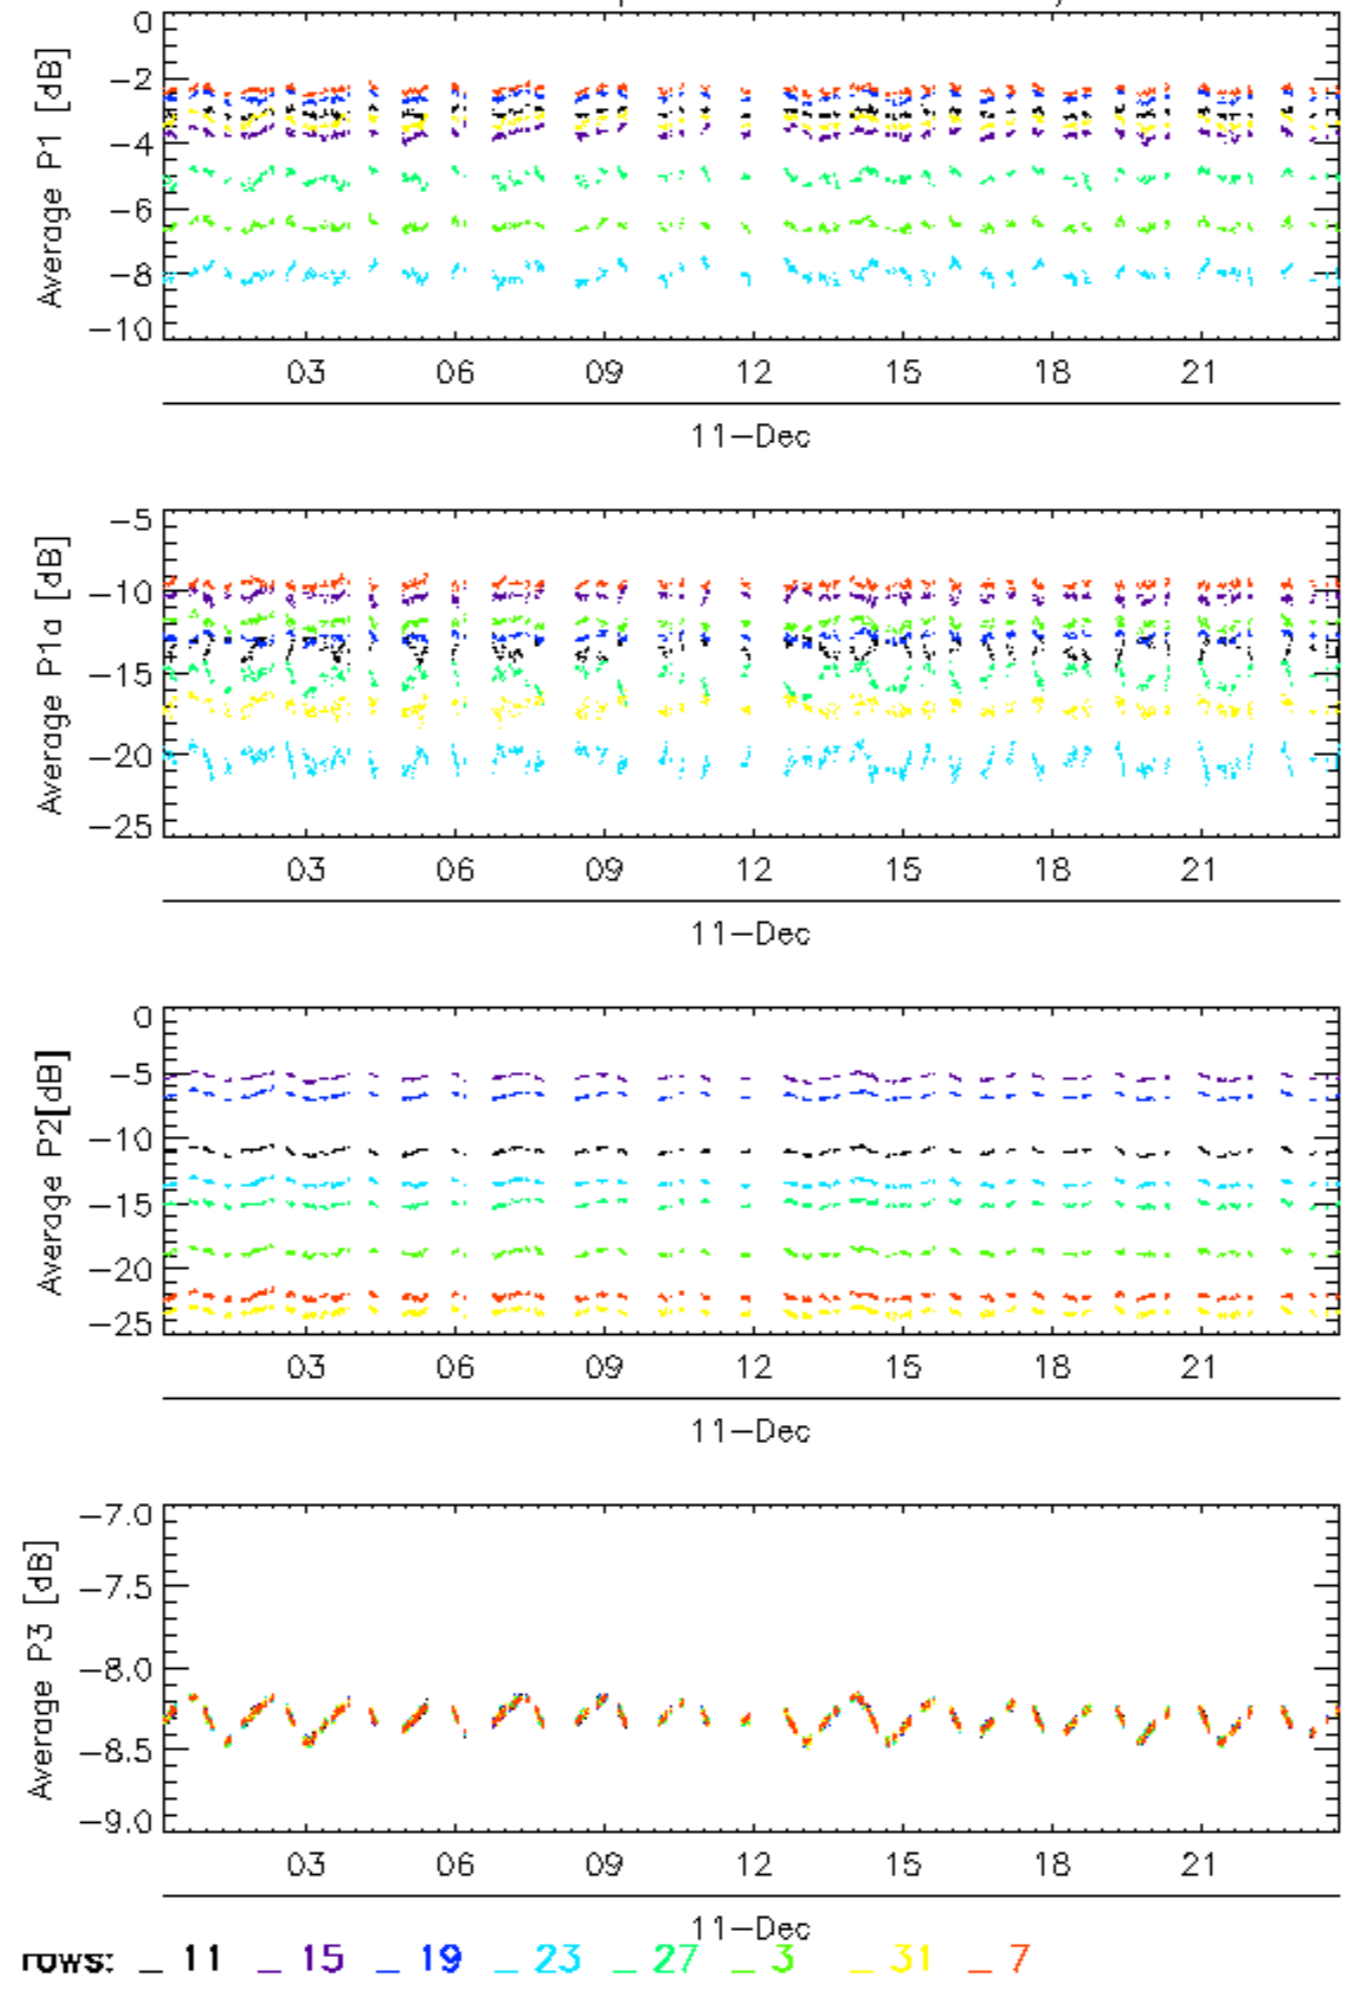 0
-2
-4
-6
-8
-10
Average P1 [dB]
03 06 09 12 15 18 21
11-Dec
-5
-10
-15
-20
-25
Average P1a [dB]
03 06 09 12 15 18 21
11-Dec
0
-5
-10
-15
-20
-25
Average P2[dB]
03 06 09 12 15 18 21
11-Dec
-7.0
-7.5
-8.0
-8.5
-9.0
Average P3 [dB]
03 06 09 12 15 18 21
11-Dec
rows: _ 11 _ 15 _ 19 _ 23 _ 27 _ 3 _ 31 _ 7